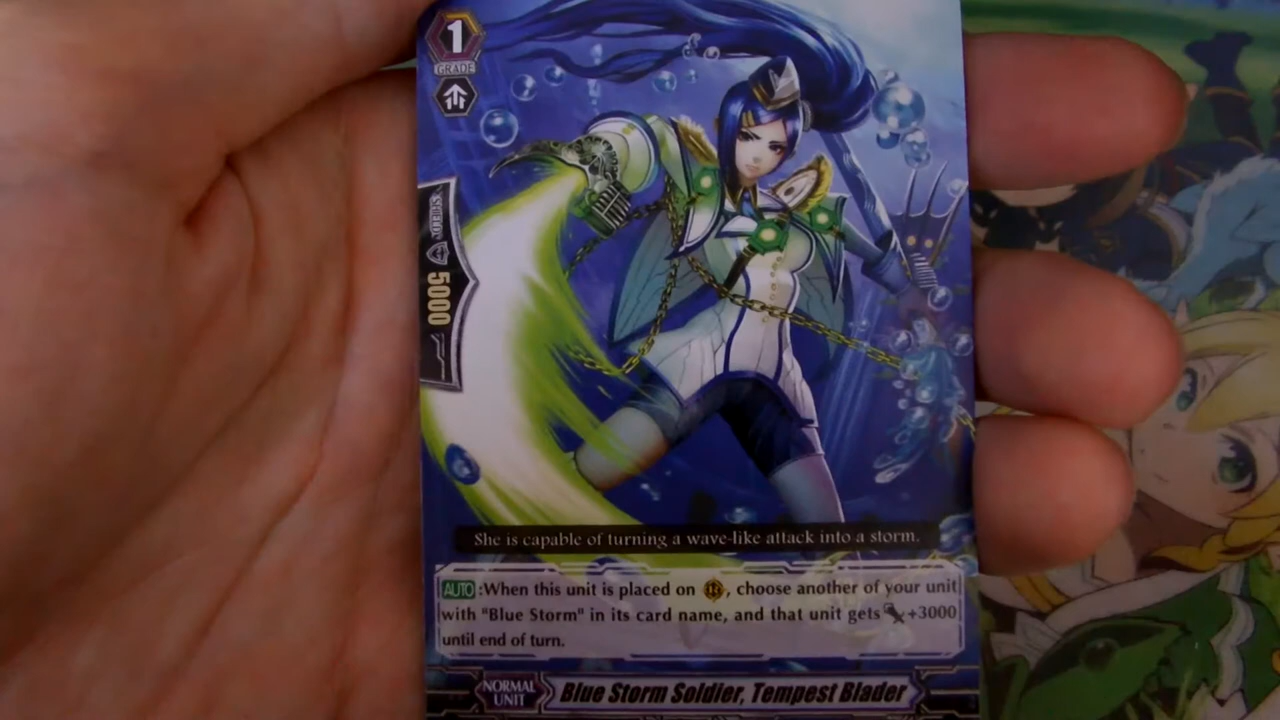 1
GRADE
SHIELD
5000
She is capable of turning a wave-like attack into a storm.
AUTO :When this unit is placed on , choose another of your unit
with "Blue Storm" in its card name, and that unit gets +3000
until end of turn.
NORMAL
UNIT
Blue Storm Soldier, Tempest Blader